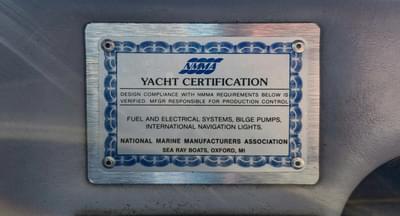 NMMA
YACHT CERTIFICATION
DESIGN COMPLIANCE WITH NMMA REQUIREMENTS BELOW IS
VERIFIED. MFGR RESPONSIBLE FOR PRODUCTION CONTROL
FUEL AND ELECTRICAL SYSTEMS, BILGE PUMPS,
INTERNATIONAL NAVIGATION LIGHTS.
NATIONAL MARINE MANUFACTURERS ASSOCIATION
SEA RAY BOATS, OXFORD, MI